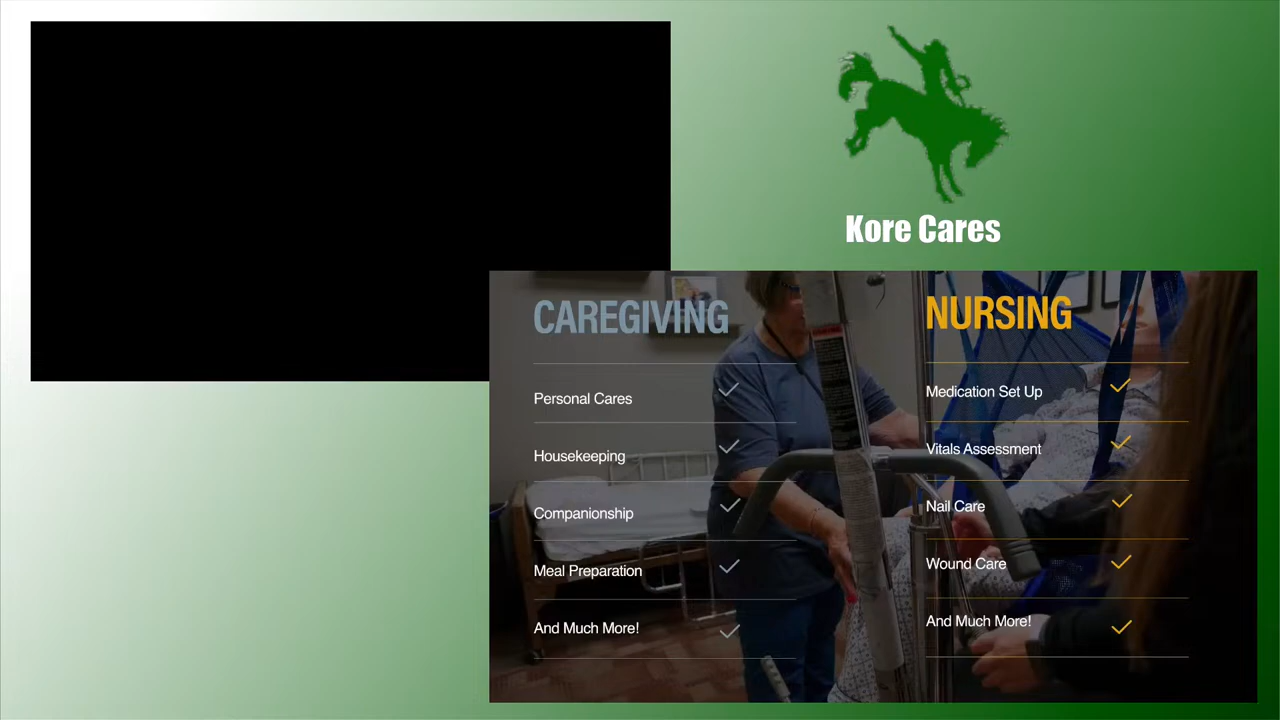 Kore Cares
CAREGIVING
Personal Cares
Housekeeping
Companionship
Meal Preparation
And Much More!
NURSING
Medication Set Up
Vitals Assessment
Nail Care
Wound Care
And Much More!